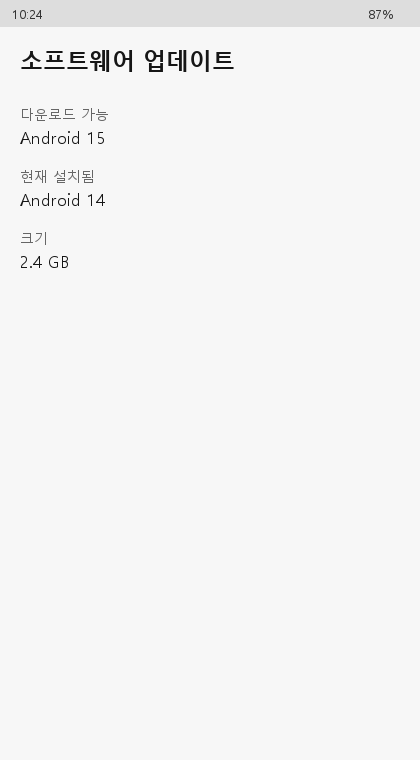 10:24
87%
소프트웨어 업데이트
다운로드 가능
Android 15
현재 설치됨
Android 14
크기
2.4 GB